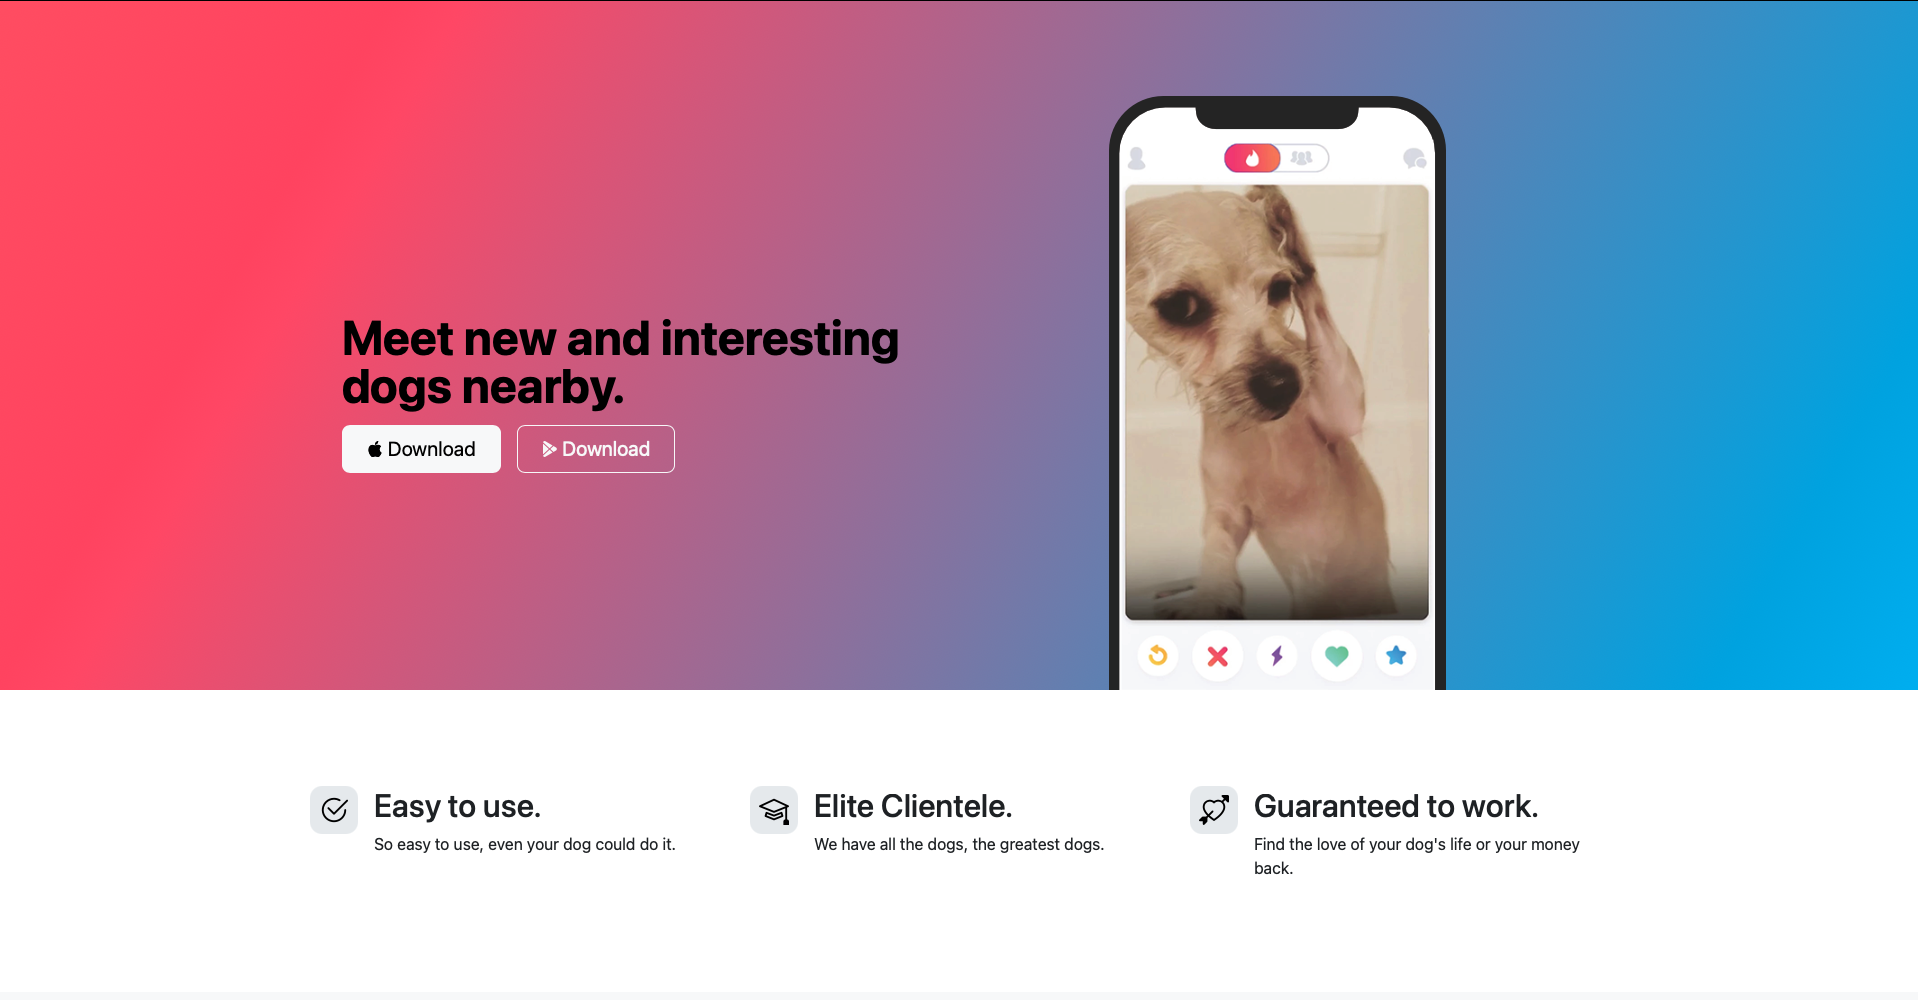 Meet new and interesting
dogs nearby.
Download
Download
Easy to use.
So easy to use, even your dog could do it.
Elite Clientele.
We have all the dogs, the greatest dogs.
Guaranteed to work.
Find the love of your dog's life or your money
back.